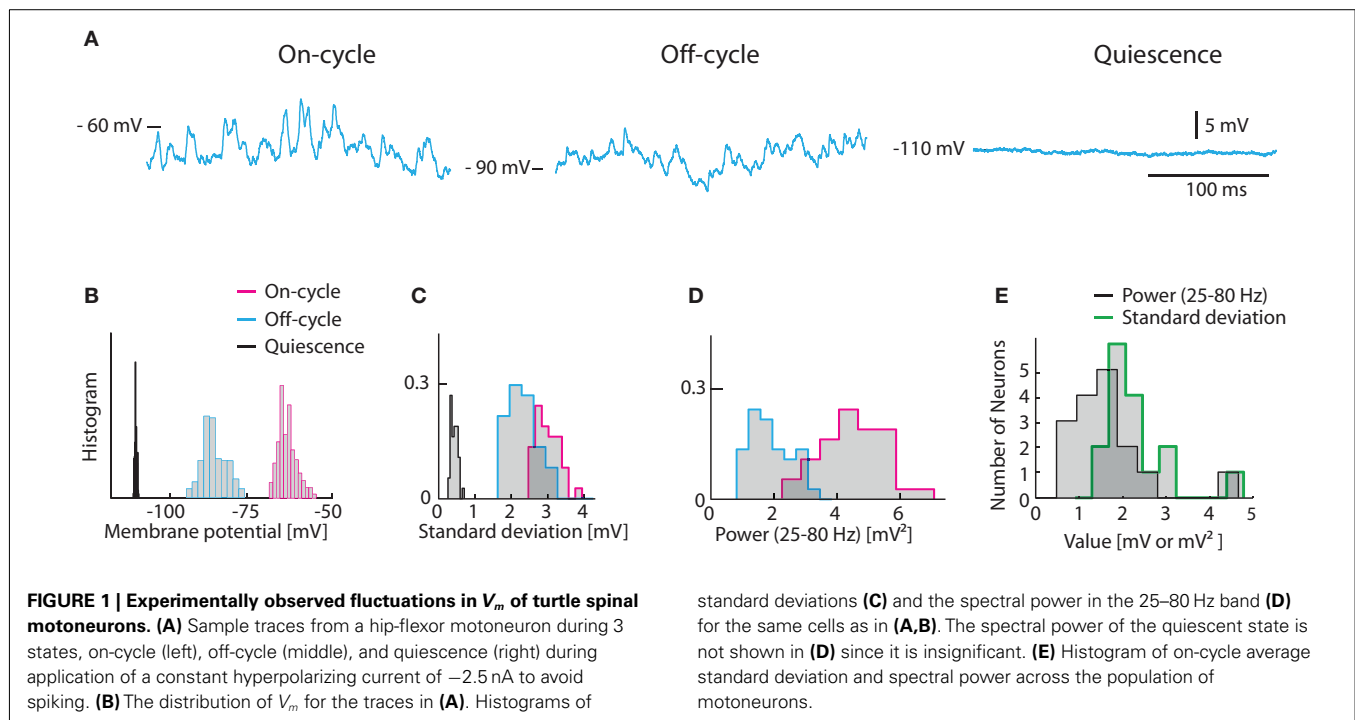 A
On-cycle
Off-cycle
Quiescence
- 60 mV
- 90 mV
-110 mV
5 mV
100 ms
B
On-cycle
Off-cycle
Quiescence
Histogram
-100
-75
-50
Membrane potential [mV]
C
0.3
0
0
2
4
Standard deviation [mV]
D
0.3
0
0
2
4
6
Power (25-80 Hz) [mV²]
E
Power (25-80 Hz)
Standard deviation
Number of Neurons
5
4
3
2
1
0
0
1
2
3
4
5
Value [mV or mV² ]
FIGURE 1 | Experimentally observed fluctuations in Vm of turtle spinal
motoneurons. (A) Sample traces from a hip-flexor motoneuron during 3
states, on-cycle (left), off-cycle (middle), and quiescence (right) during
application of a constant hyperpolarizing current of −2.5 nA to avoid
spiking. (B) The distribution of Vm for the traces in (A). Histograms of
standard deviations (C) and the spectral power in the 25–80 Hz band (D)
for the same cells as in (A,B). The spectral power of the quiescent state is
not shown in (D) since it is insignificant. (E) Histogram of on-cycle average
standard deviation and spectral power across the population of
motoneurons.